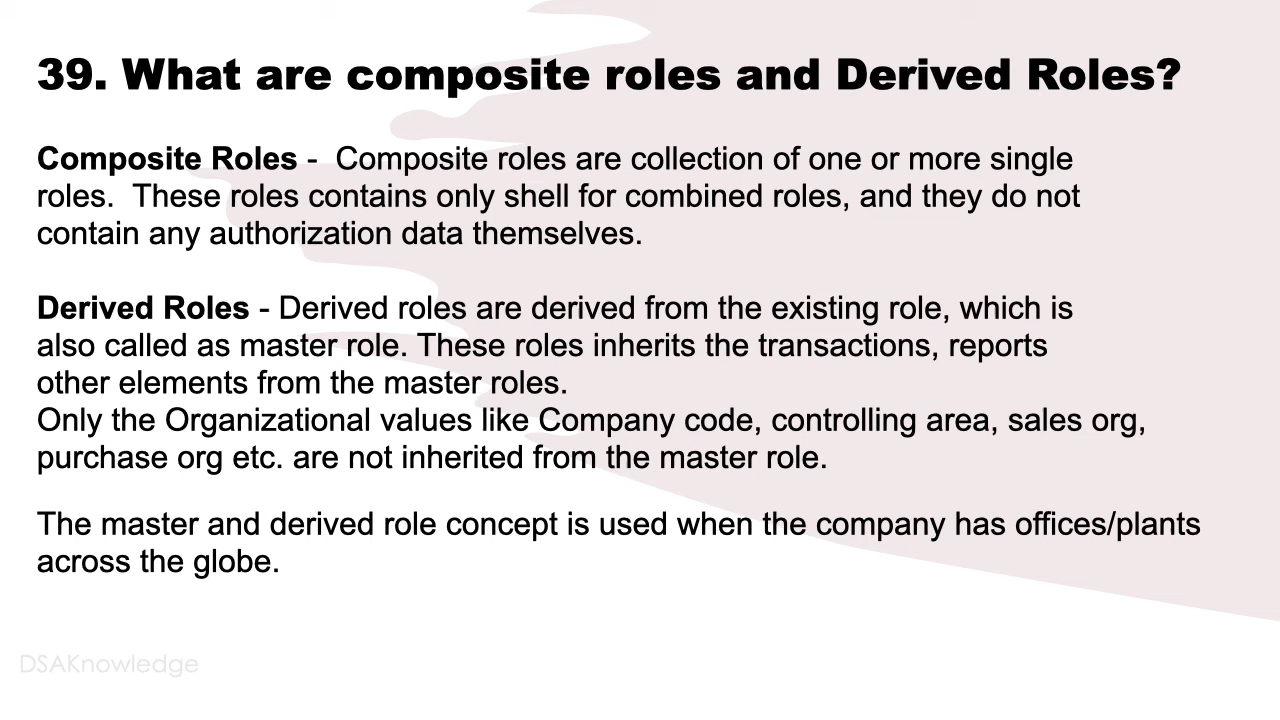 39. What are composite roles and Derived Roles?
Composite Roles -  Composite roles are collection of one or more single
roles.  These roles contains only shell for combined roles, and they do not
contain any authorization data themselves.
Derived Roles - Derived roles are derived from the existing role, which is
also called as master role. These roles inherits the transactions, reports
other elements from the master roles.
Only the Organizational values like Company code, controlling area, sales org,
purchase org etc. are not inherited from the master role.
The master and derived role concept is used when the company has offices/plants
across the globe.
DSAKnowledge